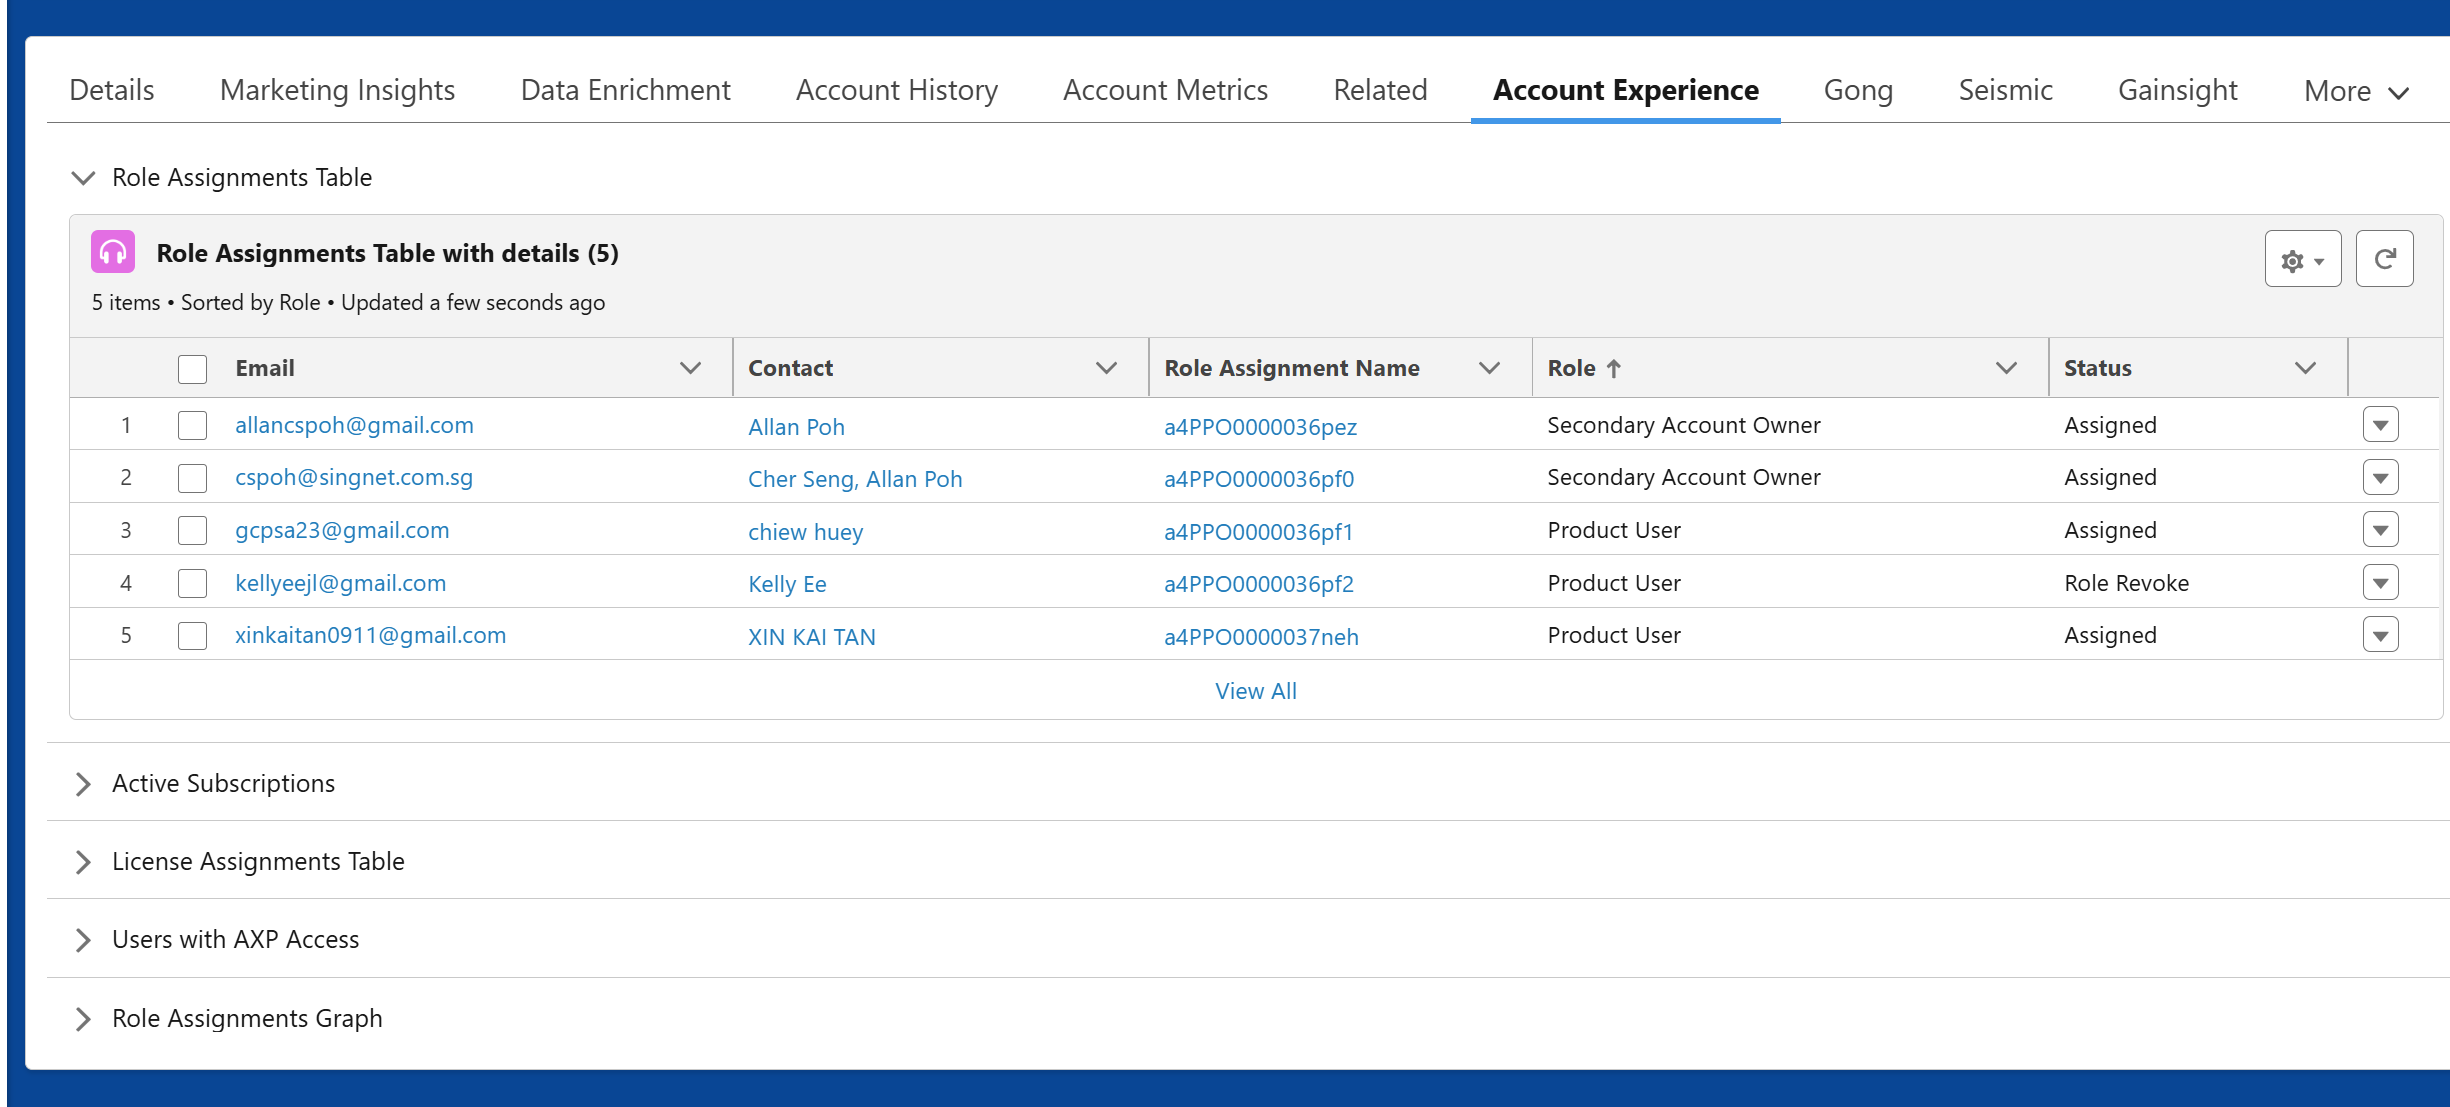 Details Marketing Insights Data Enrichment Account History Account Metrics Related Account Experience Gong Seismic Gainsight More
Role Assignments Table
Role Assignments Table with details (5)
5 items • Sorted by Role • Updated a few seconds ago
Email Contact Role Assignment Name Role Status
1 allancspoh@gmail.com Allan Poh a4PPO0000036pez Secondary Account Owner Assigned
2 cspoh@singnet.com.sg Cher Seng, Allan Poh a4PPO0000036pf0 Secondary Account Owner Assigned
3 gcpsa23@gmail.com chiew huey a4PPO0000036pf1 Product User Assigned
4 kellyeejl@gmail.com Kelly Ee a4PPO0000036pf2 Product User Role Revoke
5 xinkaitan0911@gmail.com XIN KAI TAN a4PPO0000037neh Product User Assigned
View All
Active Subscriptions
License Assignments Table
Users with AXP Access
Role Assignments Graph